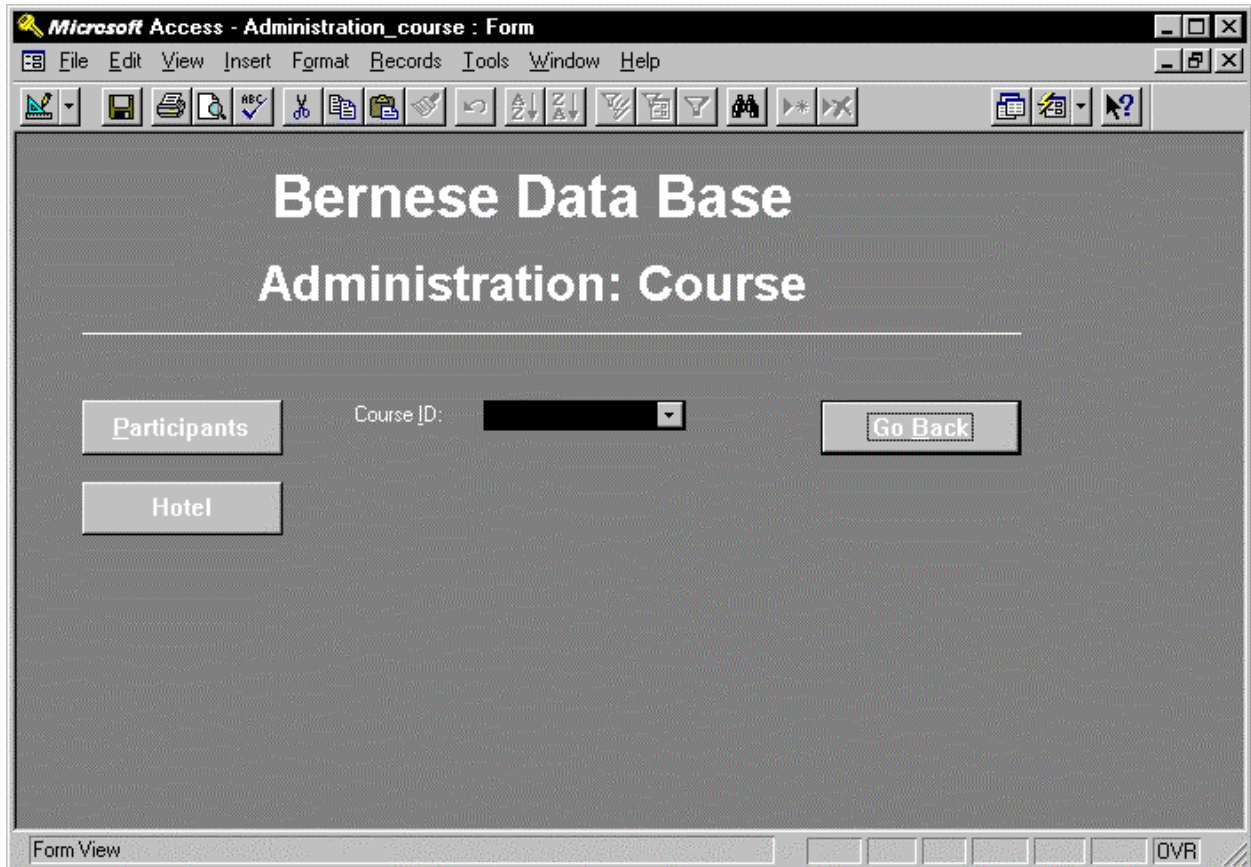 Microsoft Access - Administration_course : Form
File Edit View Insert Format Records Tools Window Help
ABC
Bernese Data Base
Administration: Course
Participants Course ID: Go Back
Hotel
Form View OVR